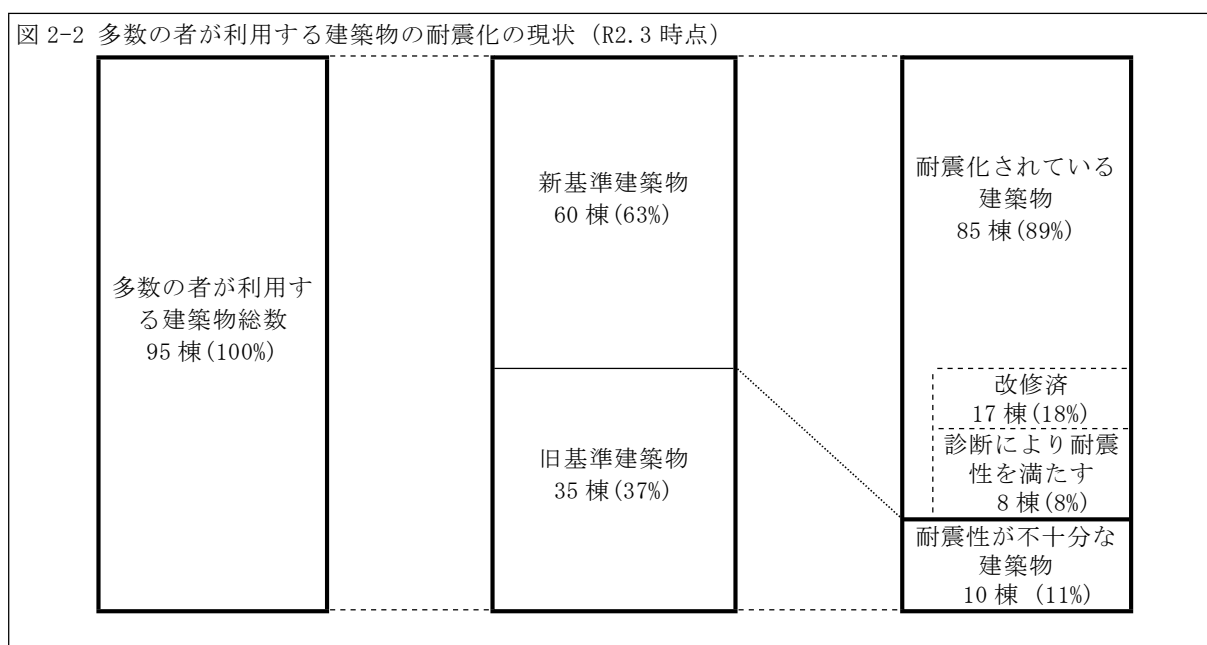 図 2-2 多数の者が利用する建築物の耐震化の現状 (R2.3 時点)
多数の者が利用す
る建築物総数
95 棟(100%)
新基準建築物
60 棟(63%)
旧基準建築物
35 棟(37%)
耐震化されている
建築物
85 棟(89%)
改修済
17 棟(18%)
診断により耐震
性を満たす
8 棟(8%)
耐震性が不十分な
建築物
10 棟 (11%)